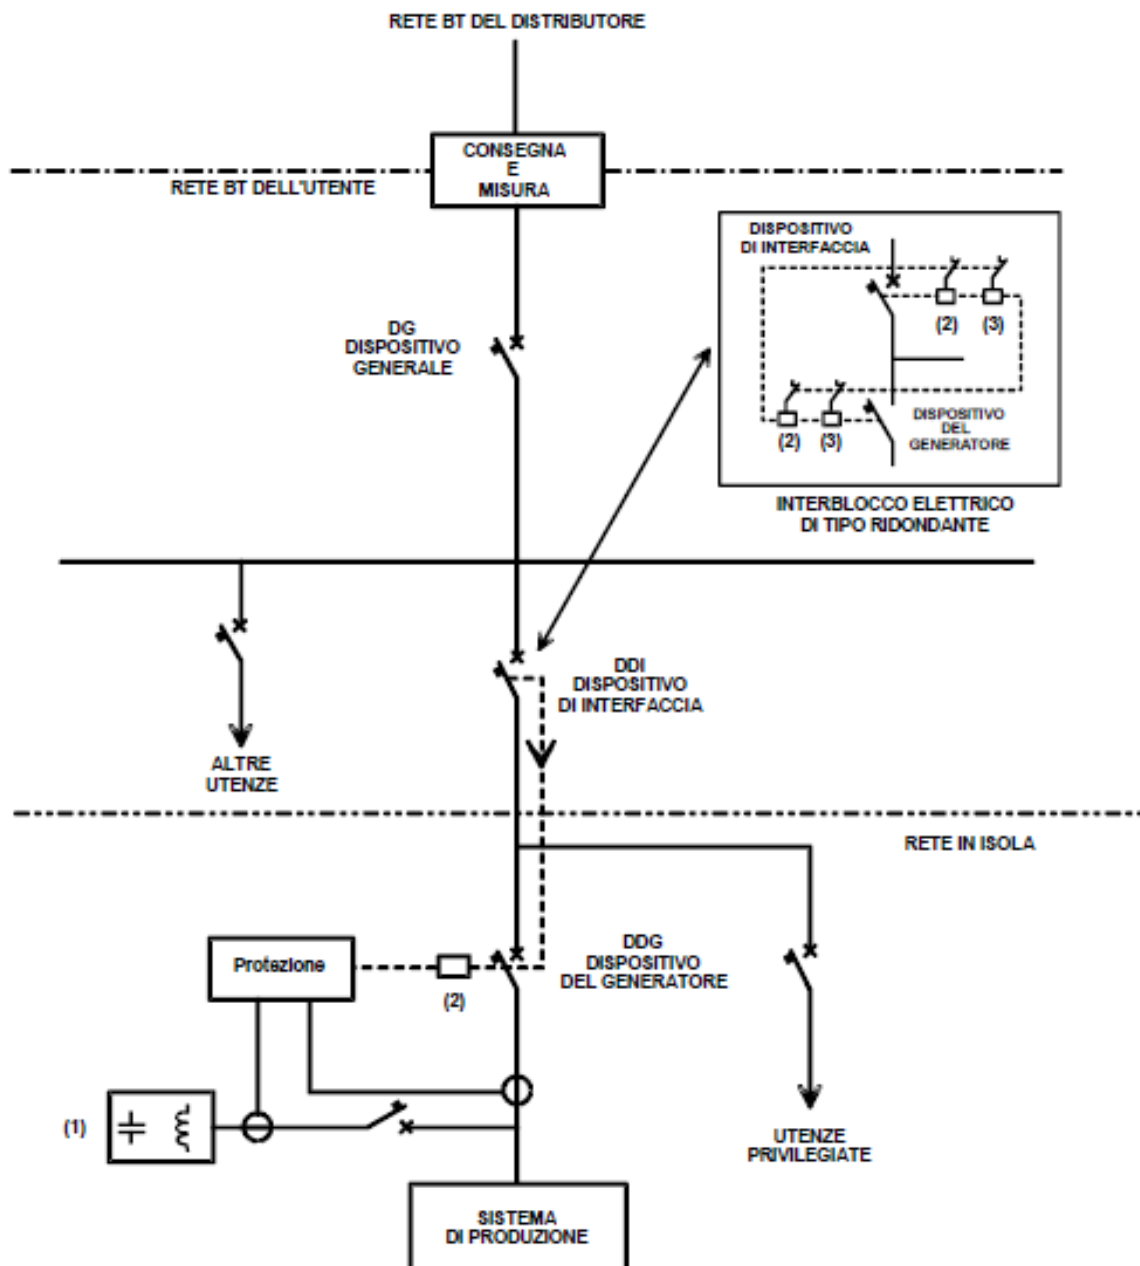 RETE BT DEL DISTRIBUTORE
CONSEGNA
E
MISURA
RETE BT DELL'UTENTE
DISPOSITIVO
DI INTERFACCIA
(2)
(3)
(2)
(3)
DISPOSITIVO
DEL
GENERATORE
INTERBLOCCO ELETTRICO
DI TIPO RIDONDANTE
DG
DISPOSITIVO
GENERALE
DDI
DISPOSITIVO
DI INTERFACCIA
ALTRE
UTENZE
RETE IN ISOLA
Protezione
(2)
DDG
DISPOSITIVO
DEL GENERATORE
(1)
UTENZE
PRIVILEGIATE
SISTEMA
DI PRODUZIONE